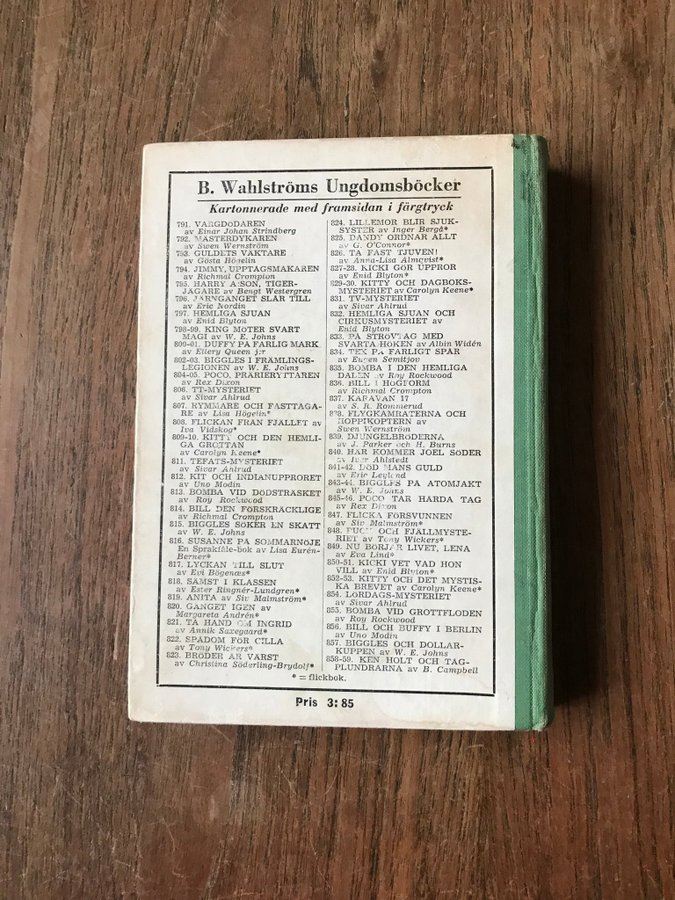 B. Wahlströms Ungdomsböcker
Kartonnerade med framsidan i färgtryck
791. VARGDÖDAREN
av Einar Johan Strindberg
792. MÄSTERDYKAREN
av Swen Wernström
793. GULDETS VÄKTARE
av Gösta Höselin
794. JIMMY, UPPTÅGSMAKAREN
av Richmal Crompton
795. HARRY A:SON, TIGER-
JÄGARE av Bengt Westergren
796. JÄRNGÄNGET SLÅR TILL
av Eric Nordin
797. HEMLIGA SJUAN
av Enid Blyton
798-99. KING MÖTER SVART
MAGI av W. E. Johns
800-01. DUFFY PÅ FARLIG MARK
av Ellery Queen j:r
802-03. BIGGLES I FRÄMLINGS-
LEGIONEN av W. E. Johns
804-05. POCO, PRÄRIERYTTAREN
av Rex Dixon
806. TT-MYSTERIET
av Sivar Ahlrud
807. RYMMARE OCH FASTTAGA-
RE av Lisa Högelin*
808. FLICKAN FRÅN FJÄLLET av
Iva Vidskog*
809-10. KITTY OCH DEN HEMLI-
GA GROTTAN
av Carolyn Keene*
811. TEFAT5-MYSTERIET
av Sivar Ahlrud
812. KIT OCH INDIANUPPRORET
av Uno Modin
813. BOMBA VID DÖDSTRÄSKET
av Roy Rockwood
814. BILL DEN FÖRSKRÄCKLIGE
av Richmal Crompton
815. BIGGLES SÖKER EN SKATT
av W. E. Johns
816. SUSANNE PÅ SOMMARNÖJE
En Språkfåle-bok av Lisa Eurén-
Berner*
817. LYCKAN TILL SLUT
av Evi Bögenæs*
818. SÄMST I KLASSEN
av Ester Ringnér-Lundgren*
819. ANITA av Siv Malmström*
820. GÄNGET IGEN av
Margareta Andrén*
821. TA HAND OM INGRID
av Annik Saxegaard*
822. SPÅDOM FÖR CILLA
av Tony Wickers*
823. BRÖDER ÄR VÄRST
av Christina Söderling-Brydolf*
824. LILLEMOR BLIR SJUK-
SYSTER av Inger Bergå*
825. DANDY ORDNAR ALLT
av G. O'Connor*
826. TA FAST TJUVEN!
av Anna-Lisa Almqvist*
827-28. KICKI GÖR UPPROR
av Enid Blyton*
829-30. KITTY OCH DAGBOKS-
MYSTERIET av Carolyn Keene*
831. TV-MYSTERIET
av Sivar Ahlrud
832. HEMLIGA SJUAN OCH
CIRKUSMYSTERIET av
Enid Blyton
833. PÅ STRÖVTÅG MED
SVARTA HÖKEN av Albin Widén
834. TEX PÅ FARLIGT SPÅR
av Eugen Semitjov
835. BOMBA I DEN HEMLIGA
DALEN av Roy Rockwood
836. BILL I HÖGFORM
av Richmal Crompton
837. KARAVAN 17
av S. R. Rommerud
838. FLYGKAMRATERNA OCH
HOPPIKOPTERN av
Swen Wernström
839. DJUNGELBRÖDERNA
av J. Parker och H. Burns
840. HÄR KOMMER JOEL SÖDER
av Iwar Ahlstedt
841-42. DÖD MANS GULD
av Eric Leyland
843-44. BIGGLES PÅ ATOMJAKT
av W. E. Johns
845-46. POCO TAR HÅRDA TAG
av Rex Dixon
847. FLICKA FÖRSVUNNEN
av Siv Malmström*
848. PUCK OCH FJÄLLMYSTE-
RIET av Tony Wickers*
849. NU BÖRJAR LIVET, LENA
av Eva Lind*
850-51. KICKI VET VAD HON
VILL av Enid Blyton*
852-53. KITTY OCH DET MYSTIS-
KA BREVET av Carolyn Keene*
854. LÖRDAGS-MYSTERIET
av Sivar Ahlrud
855. BOMBA VID GROTTFLODEN
av Roy Rockwood
856. BILL OCH BUFFY I BERLIN
av Uno Modin
857. BIGGLES OCH DOLLAR-
KUPPEN av W. E. Johns
858-59. KEN HOLT OCH TÅG-
PLUNDRARNA av B. Campbell
* = flickbok.
Pris 3:85